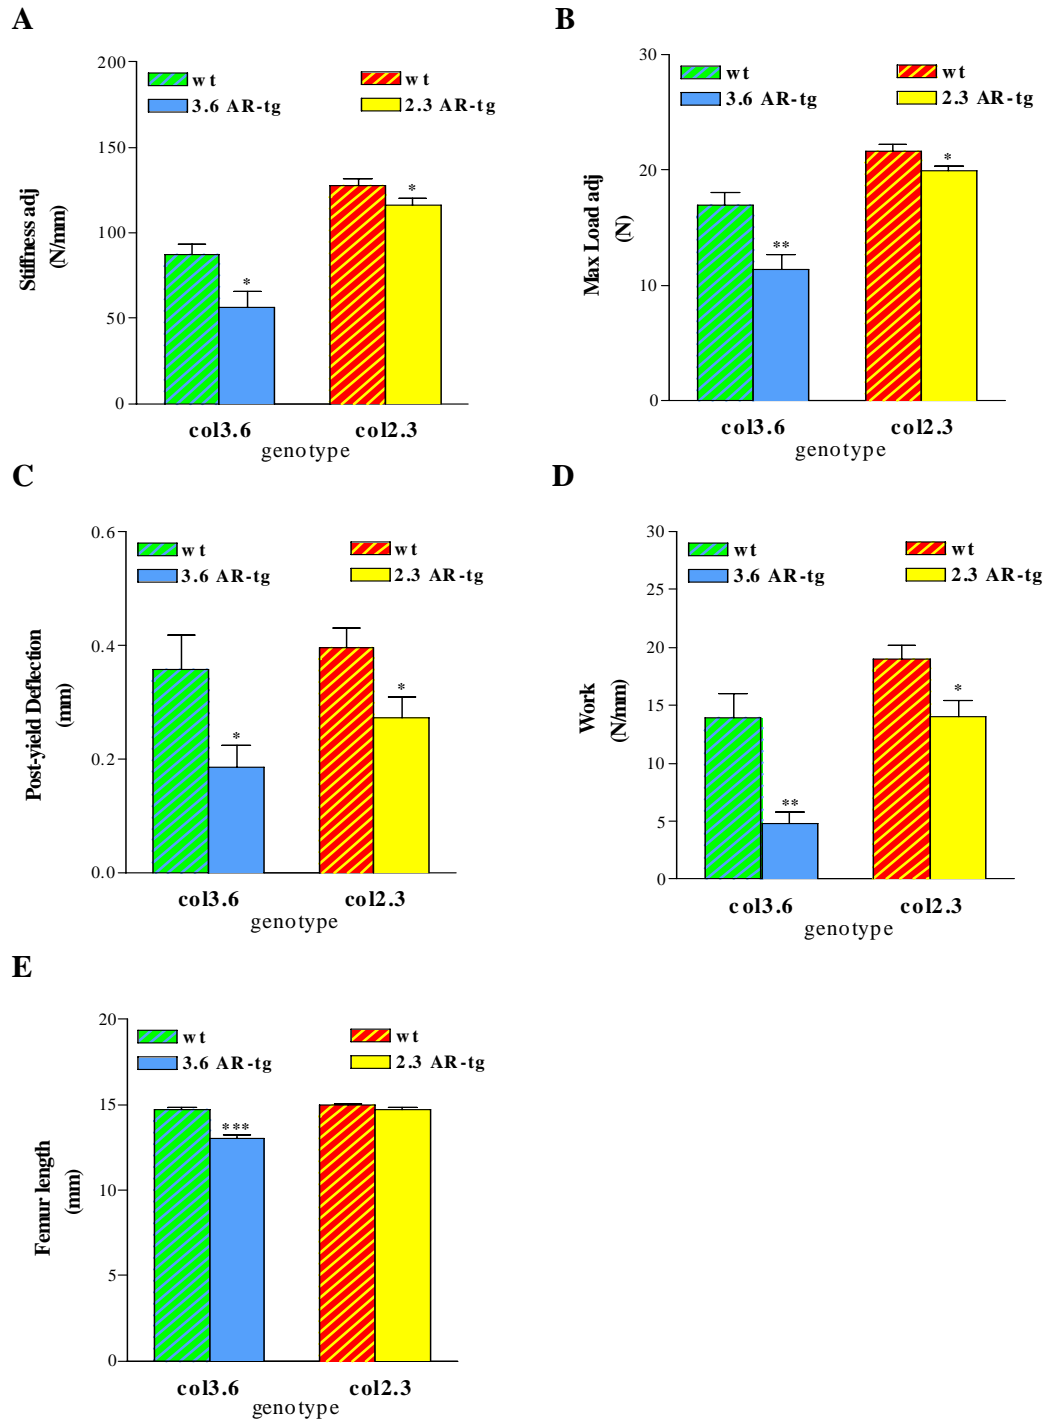 A
200
150
100
50
0
Stiffness adj
(N/mm)
wt
3.6 AR-tg
wt
2.3 AR-tg
*
*
col3.6
col2.3
genotype
B
30
20
10
0
Max Load adj
(N)
wt
3.6 AR-tg
wt
2.3 AR-tg
**
*
col3.6
col2.3
genotype
C
0.6
0.4
0.2
0.0
Post-yield Deflection
(mm)
wt
3.6 AR-tg
wt
2.3 AR-tg
*
*
col3.6
col2.3
genotype
D
30
25
20
15
10
5
0
Work
(N/mm)
wt
3.6 AR-tg
wt
2.3 AR-tg
**
*
col3.6
col2.3
genotype
E
20
15
10
5
0
Femur length
(mm)
wt
3.6 AR-tg
wt
2.3 AR-tg
***
col3.6
col2.3
genotype